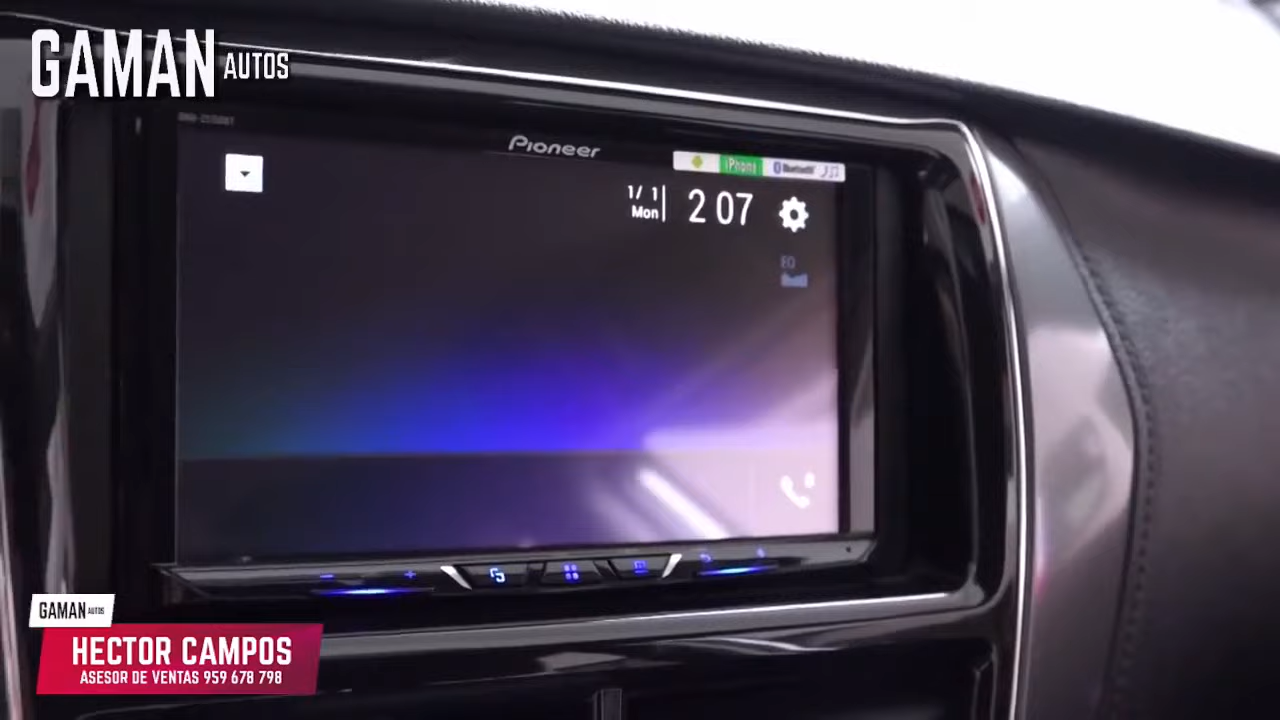 GAMAN AUTOS
Pioneer
iPhone
Bluetooth
1/ 1
Mon
2 07
EQ
GAMAN AUTOS
HECTOR CAMPOS
ASESOR DE VENTAS 959 678 798